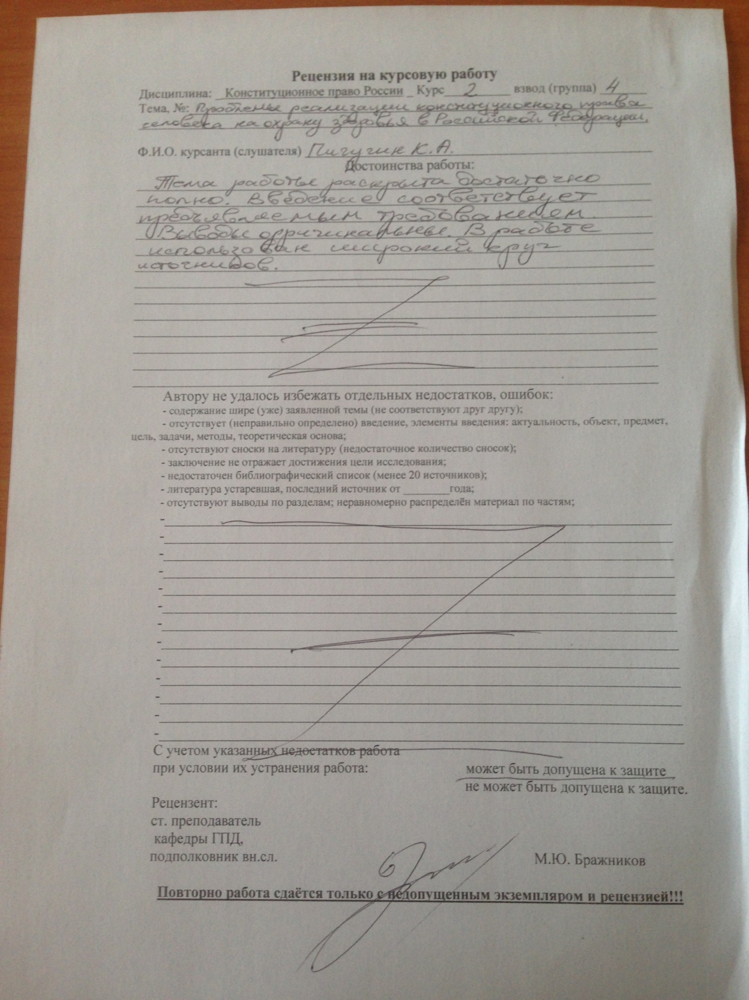 Рецензия на курсовую работу
Дисциплина: _Конституционное право России _ Курс 2 взвод (группа) 4
Тема, №: Проблемы реализации конституционного права
человека на охрану здоровья в Российской Федерации.
Ф.И.О. курсанта (слушателя) Пичугин К.А.
Достоинства работы:
Тема работы раскрыта достаточно
полно. Введение соответствует
предъявляемым требованиям.
Выводы орригинальны. В работе
использован широкий круг
источников.
Автору не удалось избежать отдельных недостатков, ошибок:
- содержание шире (уже) заявленной темы (не соответствуют друг другу);
- отсутствует (неправильно определено) введение, элементы введения: актуальность, объект, предмет,
цель, задачи, методы, теоретическая основа;
- отсутствуют сноски на литературу (недостаточное количество сносок);
- заключение не отражает достижения цели исследования;
- недостаточен библиографический список (менее 20 источников);
- литература устаревшая, последний источник от ________года;
- отсутствуют выводы по разделам; неравномерно распределён материал по частям;
-
-
-
-
-
-
-
-
-
-
-
-
-
С учетом указанных недостатков работа
при условии их устранения работа: может быть допущена к защите
не может быть допущена к защите.
Рецензент:
ст. преподаватель
кафедры ГПД,
подполковник вн.сл. М.Ю. Бражников
Повторно работа сдаётся только с недопущенным экземпляром и рецензией!!!